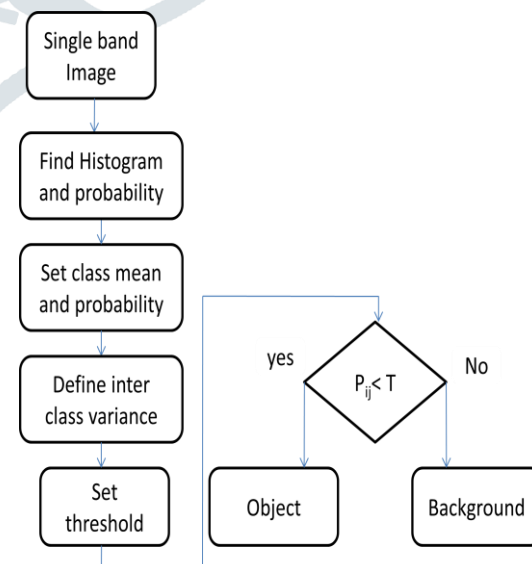 Single band
Image
Find Histogram
and probability
Set class mean
and probability
Define inter
class variance
Set
threshold
yes
P_ij< T
No
Object
Background